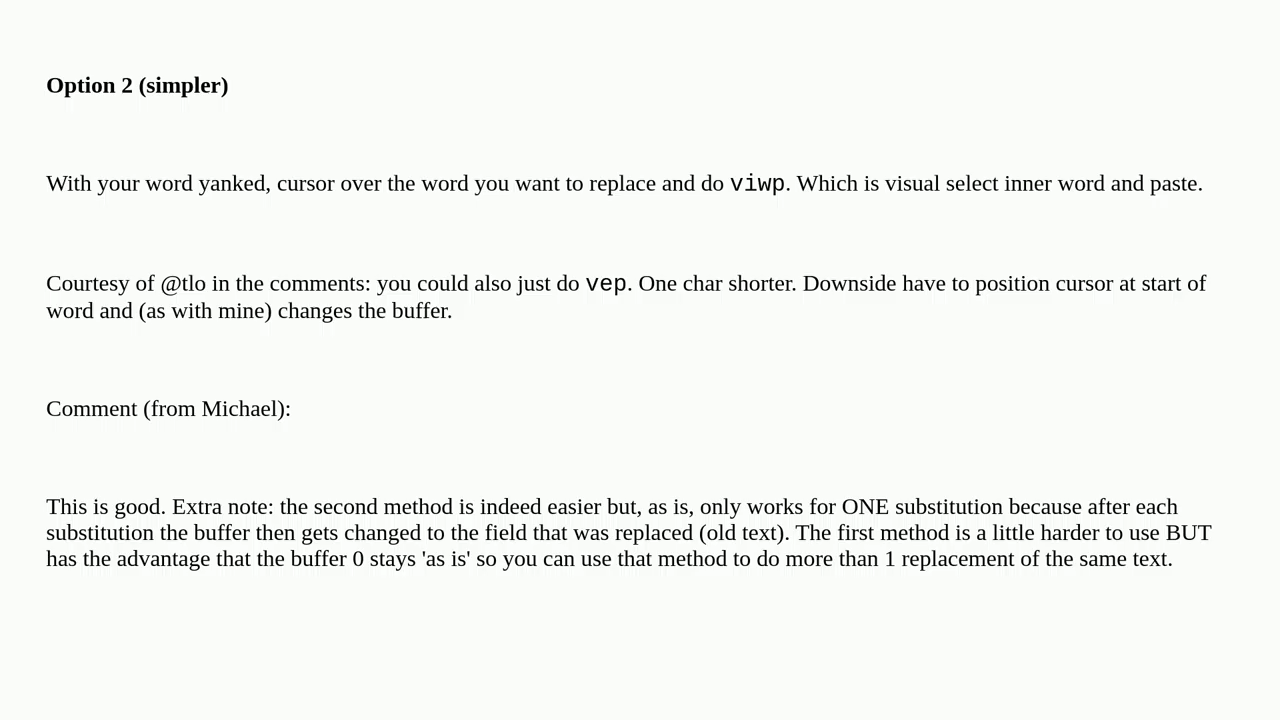 Option 2 (simpler)
With your word yanked, cursor over the word you want to replace and do viwp. Which is visual select inner word and paste.
Courtesy of @tlo in the comments: you could also just do vep. One char shorter. Downside have to position cursor at start of
word and (as with mine) changes the buffer.
Comment (from Michael):
This is good. Extra note: the second method is indeed easier but, as is, only works for ONE substitution because after each
substitution the buffer then gets changed to the field that was replaced (old text). The first method is a little harder to use BUT
has the advantage that the buffer 0 stays 'as is' so you can use that method to do more than 1 replacement of the same text.